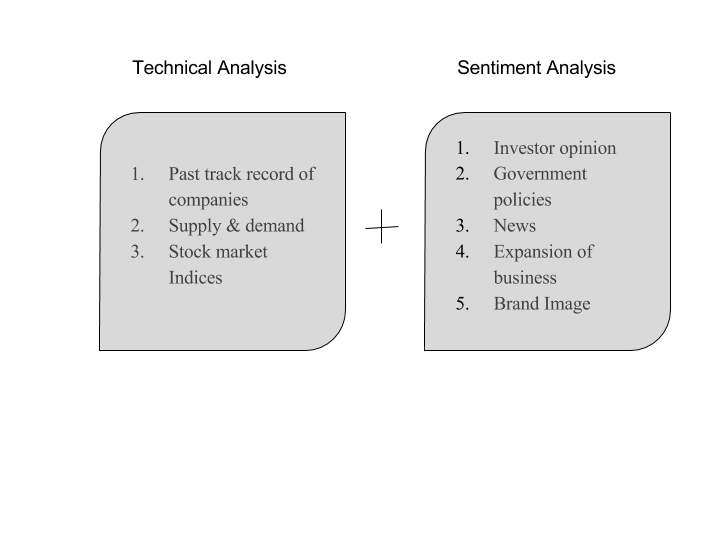 Technical Analysis
Sentiment Analysis
1. Past track record of
companies
2. Supply & demand
3. Stock market
Indices
1. Investor opinion
2. Government
policies
3. News
4. Expansion of
business
5. Brand Image